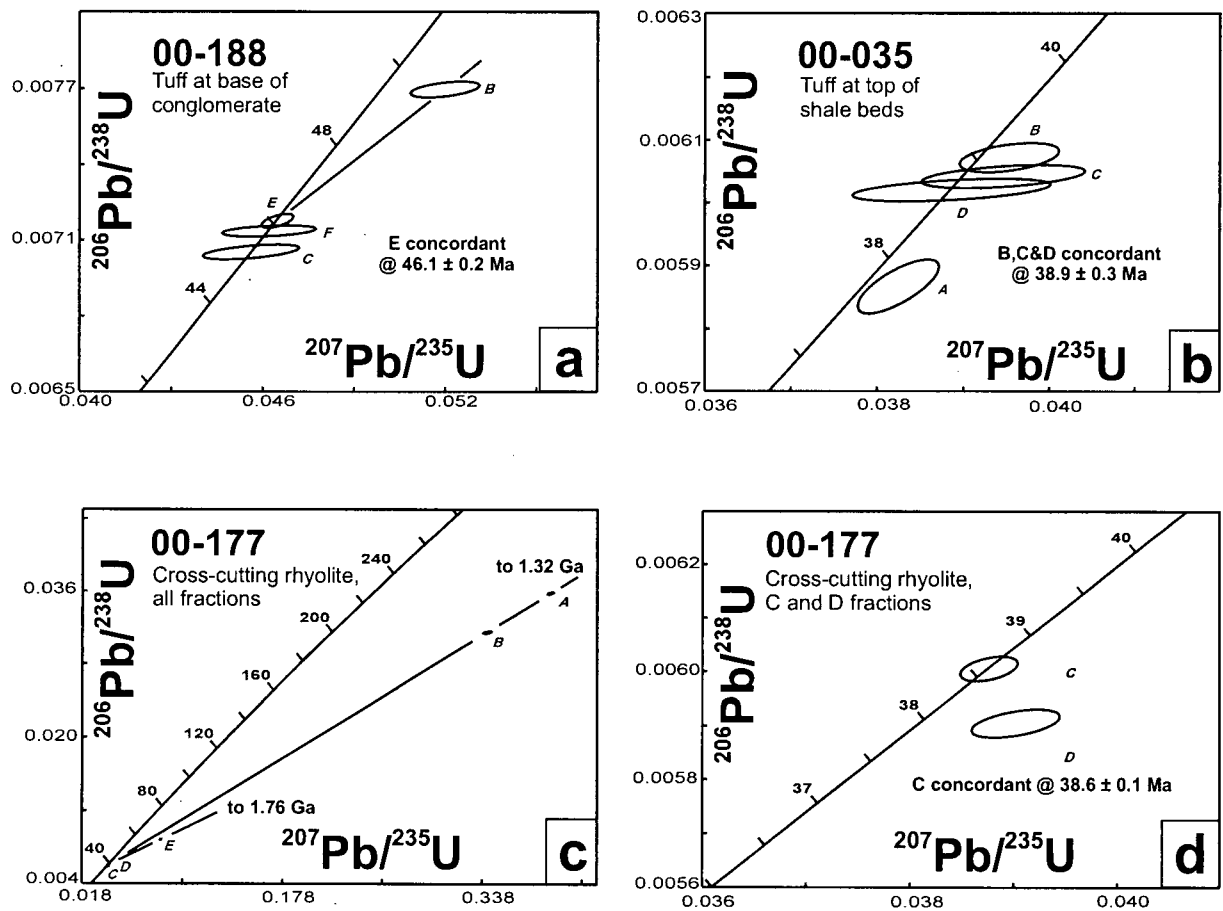 00-188
Tuff at base of
conglomerate
0.0077
0.0071
0.0065
206Pb/238U
48
44
B
E
F
C
E concordant
@ 46.1 ± 0.2 Ma
207Pb/235U
a
0.040
0.046
0.052
00-035
Tuff at top of
shale beds
0.0063
0.0061
0.0059
0.0057
206Pb/238U
40
38
B
C
D
A
B,C&D concordant
@ 38.9 ± 0.3 Ma
207Pb/235U
b
0.036
0.038
0.040
00-177
Cross-cutting rhyolite,
all fractions
0.036
0.020
0.004
206Pb/238U
240
200
160
120
80
40
to 1.32 Ga
A
B
to 1.76 Ga
E
D
C
207Pb/235U
c
0.018
0.178
0.338
00-177
Cross-cutting rhyolite,
C and D fractions
0.0062
0.0060
0.0058
0.0056
206Pb/238U
40
39
38
37
C
D
C concordant @ 38.6 ± 0.1 Ma
207Pb/235U
d
0.036
0.038
0.040